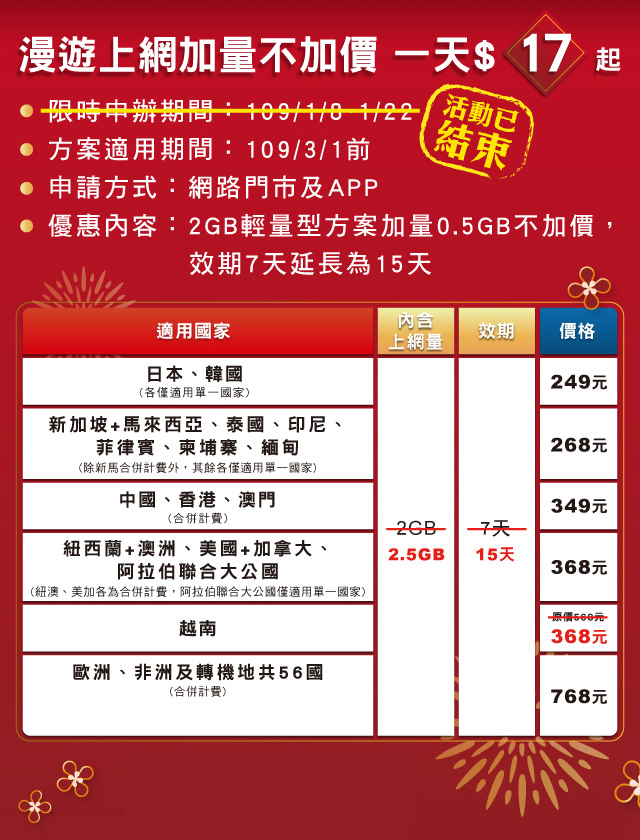 漫遊上網加量不加價 一天$ 17 起
限時申辦期間：109/1/8-1/22
活動已
結束
方案適用期間：109/3/1前
申請方式：網路門市及APP
優惠內容：2GB輕量型方案加量0.5GB不加價，
效期7天延長為15天
適用國家
內含
上網量
效期
價格
日本、韓國
（各僅適用單一國家）
249元
新加坡+馬來西亞、泰國、印尼、
菲律賓、柬埔寨、緬甸
（除新馬合併計費外，其餘各僅適用單一國家）
268元
中國、香港、澳門
（合併計費）
349元
2GB
2.5GB
7天
15天
紐西蘭+澳洲、美國+加拿大、
阿拉伯聯合大公國
（紐澳、美加各為合併計費，阿拉伯聯合大公國僅適用單一國家）
368元
越南
原價568元
368元
歐洲、非洲及轉機地共56國
（合併計費）
768元